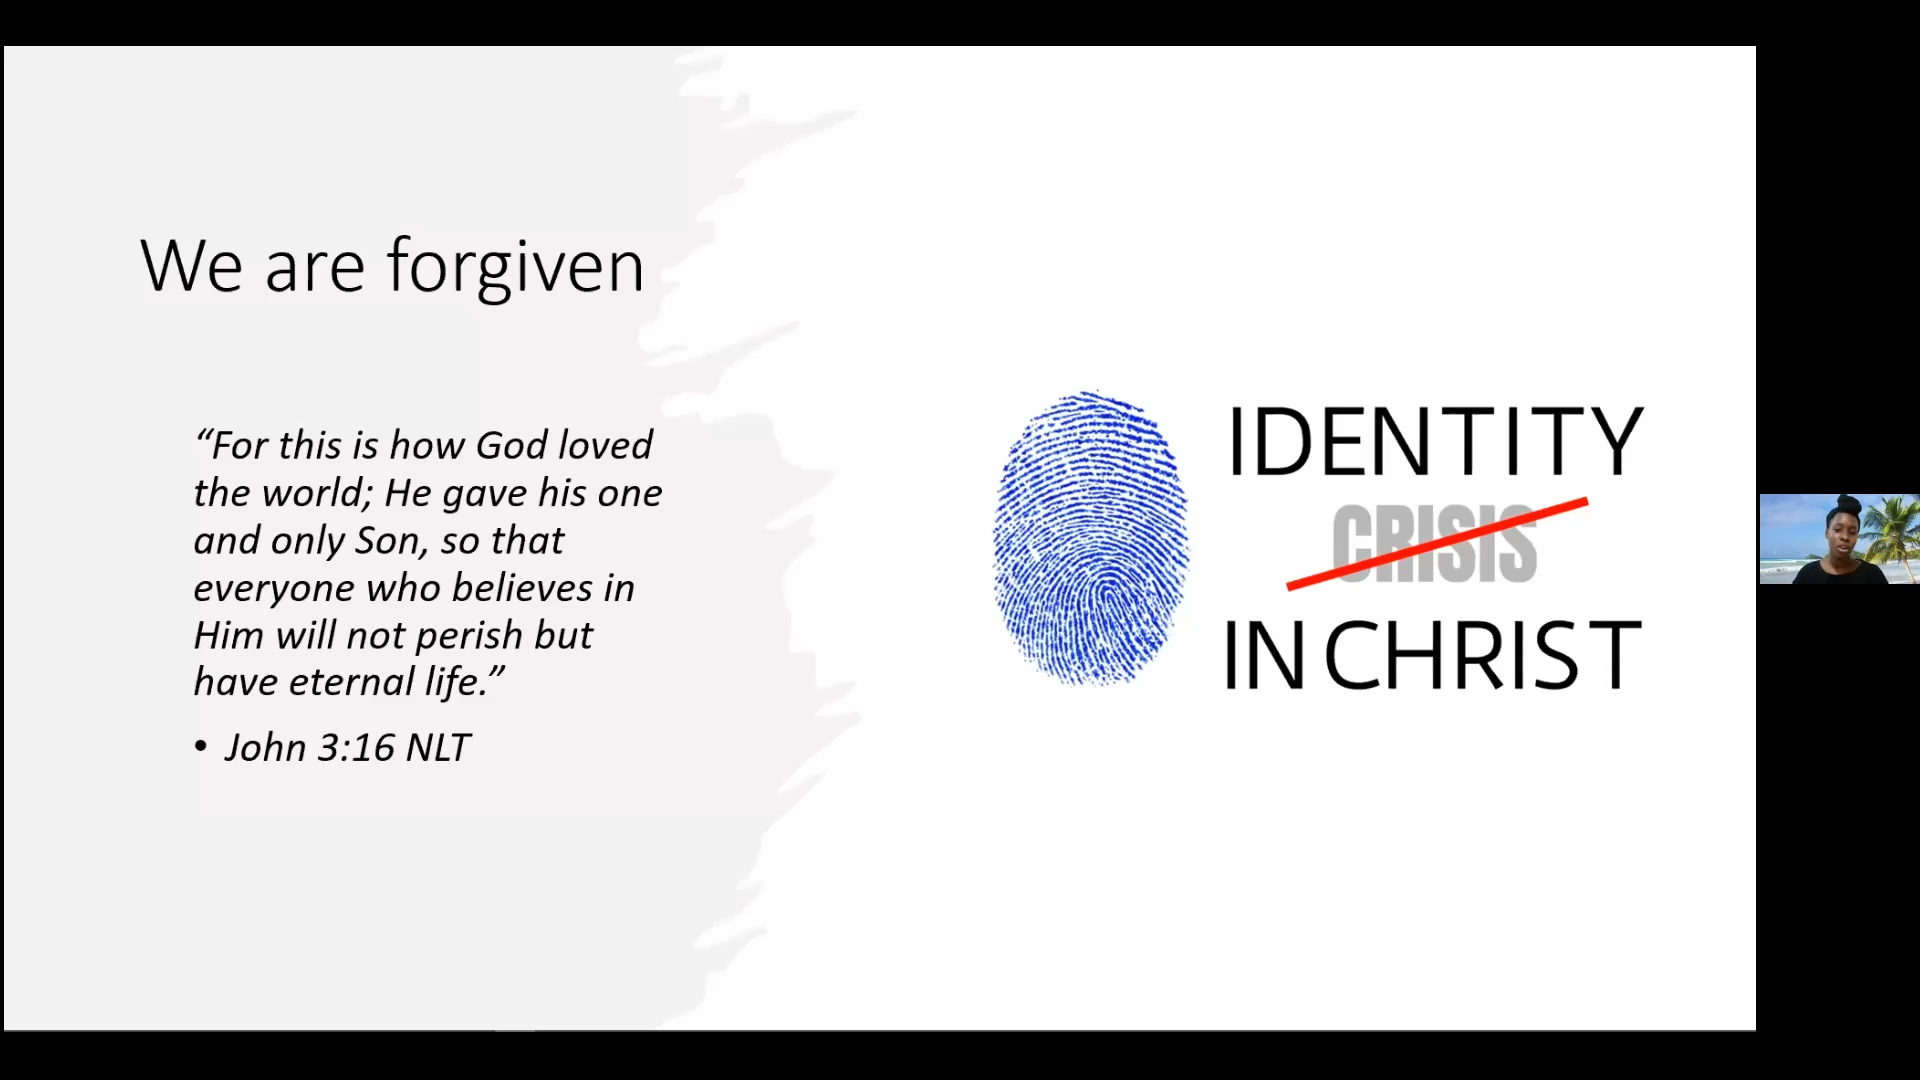 We are forgiven
“For this is how God loved
the world; He gave his one
and only Son, so that
everyone who believes in
Him will not perish but
have eternal life.”
• John 3:16 NLT
IDENTITY
CRISIS
IN CHRIST